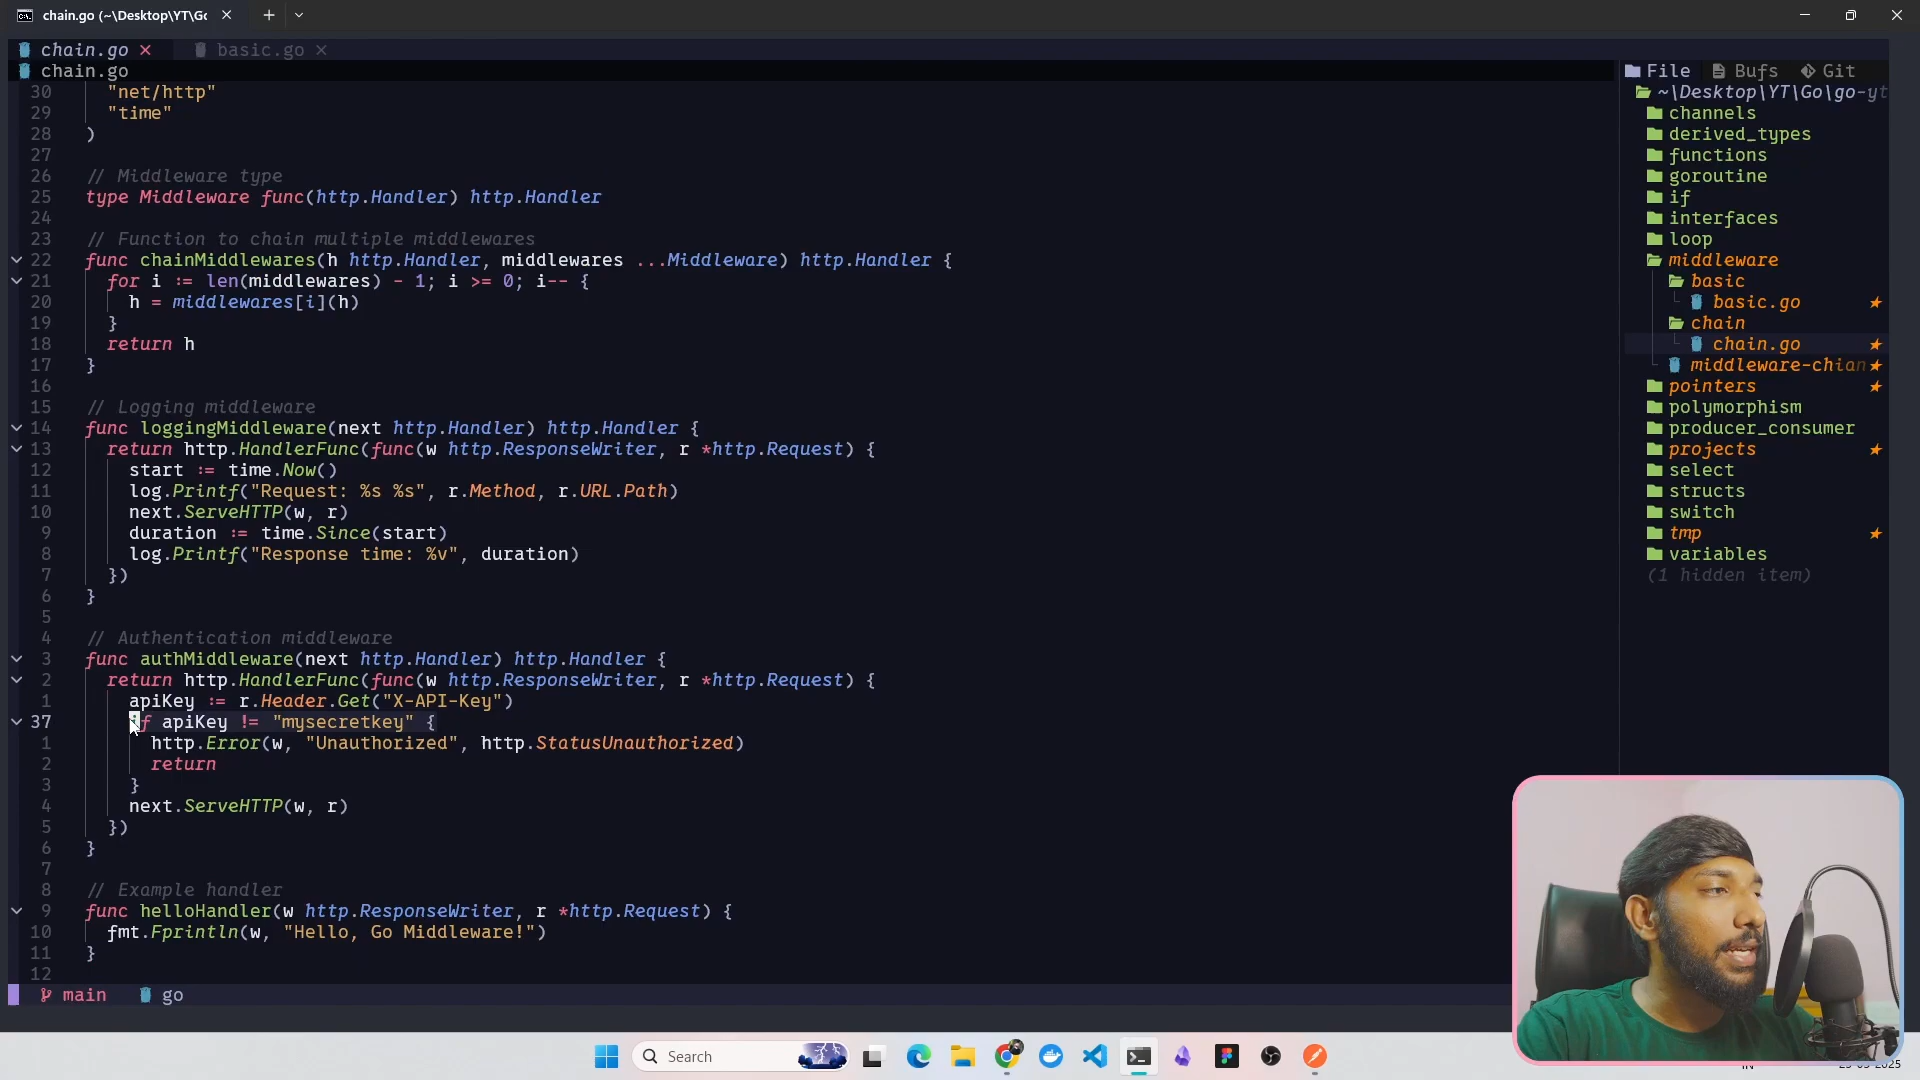 chain.go (~\Desktop\YT\Go
chain.go
basic.go
chain.go
30 "net/http"
29 "time"
28 )
27
26 // Middleware type
25 type Middleware func(http.Handler) http.Handler
24
23 // Function to chain multiple middlewares
22 func chainMiddlewares(h http.Handler, middlewares ...Middleware) http.Handler {
21 for i := len(middlewares) - 1; i >= 0; i-- {
20 h = middlewares[i](h)
19 }
18 return h
17 }
16
15 // Logging middleware
14 func loggingMiddleware(next http.Handler) http.Handler {
13 return http.HandlerFunc(func(w http.ResponseWriter, r *http.Request) {
12 start := time.Now()
11 log.Printf("Request: %s %s", r.Method, r.URL.Path)
10 next.ServeHTTP(w, r)
9 duration := time.Since(start)
8 log.Printf("Response time: %v", duration)
7 })
6 }
5
4 // Authentication middleware
3 func authMiddleware(next http.Handler) http.Handler {
2 return http.HandlerFunc(func(w http.ResponseWriter, r *http.Request) {
1 apiKey := r.Header.Get("X-API-Key")
37 if apiKey != "mysecretkey" {
1 http.Error(w, "Unauthorized", http.StatusUnauthorized)
2 return
3 }
4 next.ServeHTTP(w, r)
5 })
6 }
7
8 // Example handler
9 func helloHandler(w http.ResponseWriter, r *http.Request) {
10 fmt.Fprintln(w, "Hello, Go Middleware!")
11 }
12
main go
File Bufs Git
~\Desktop\YT\Go\go-yt
channels
derived_types
functions
goroutine
if
interfaces
loop
middleware
basic
basic.go
chain
chain.go
middleware-chian
pointers
polymorphism
producer_consumer
projects
select
structs
switch
tmp
variables
(1 hidden item)
Search